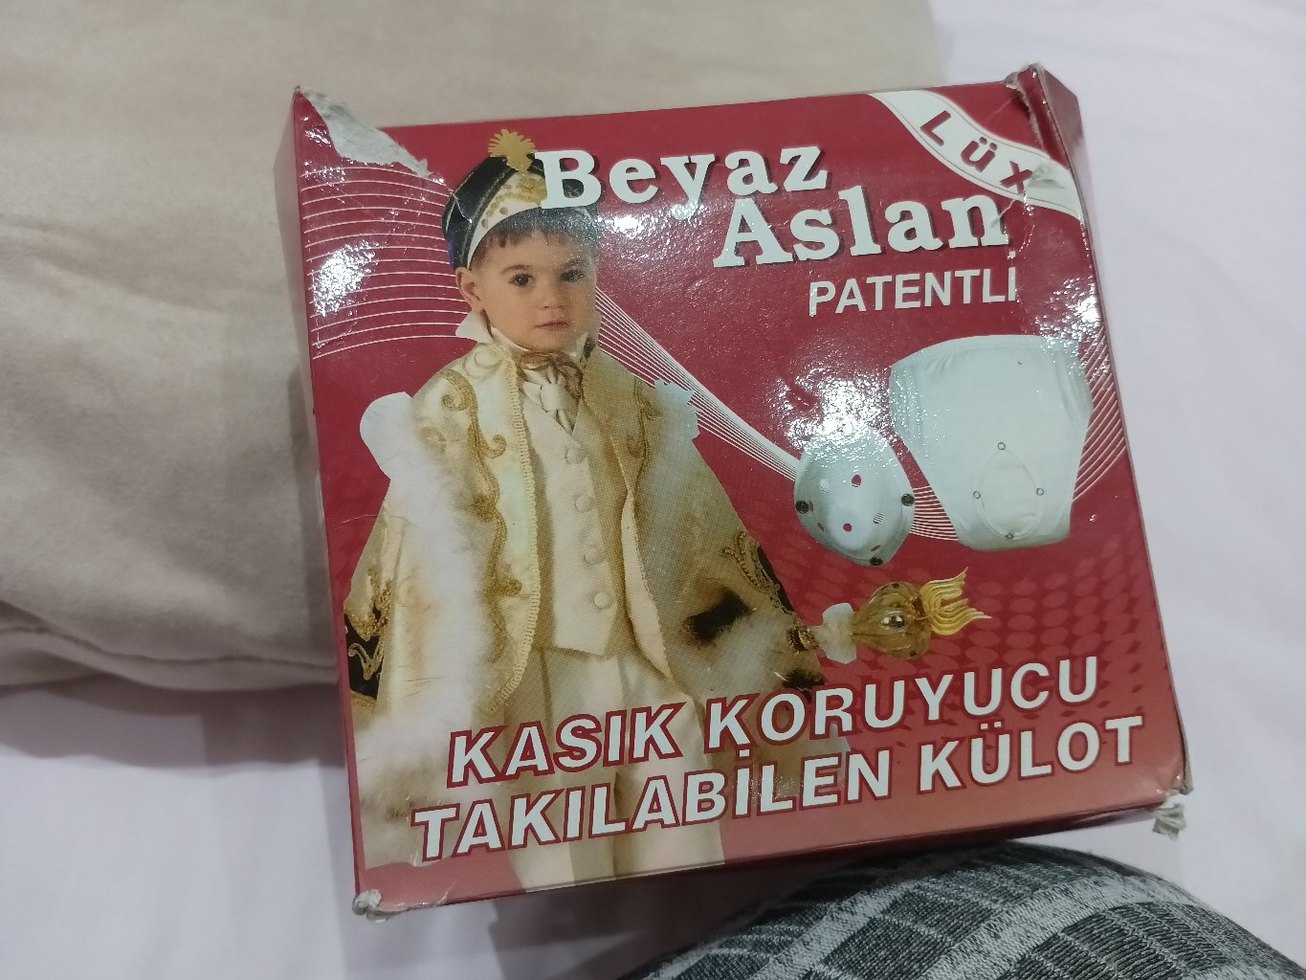 LÜX
Beyaz
Aslan
PATENTLİ
KASIK KORUYUCU
TAKILABİLEN KÜLOT